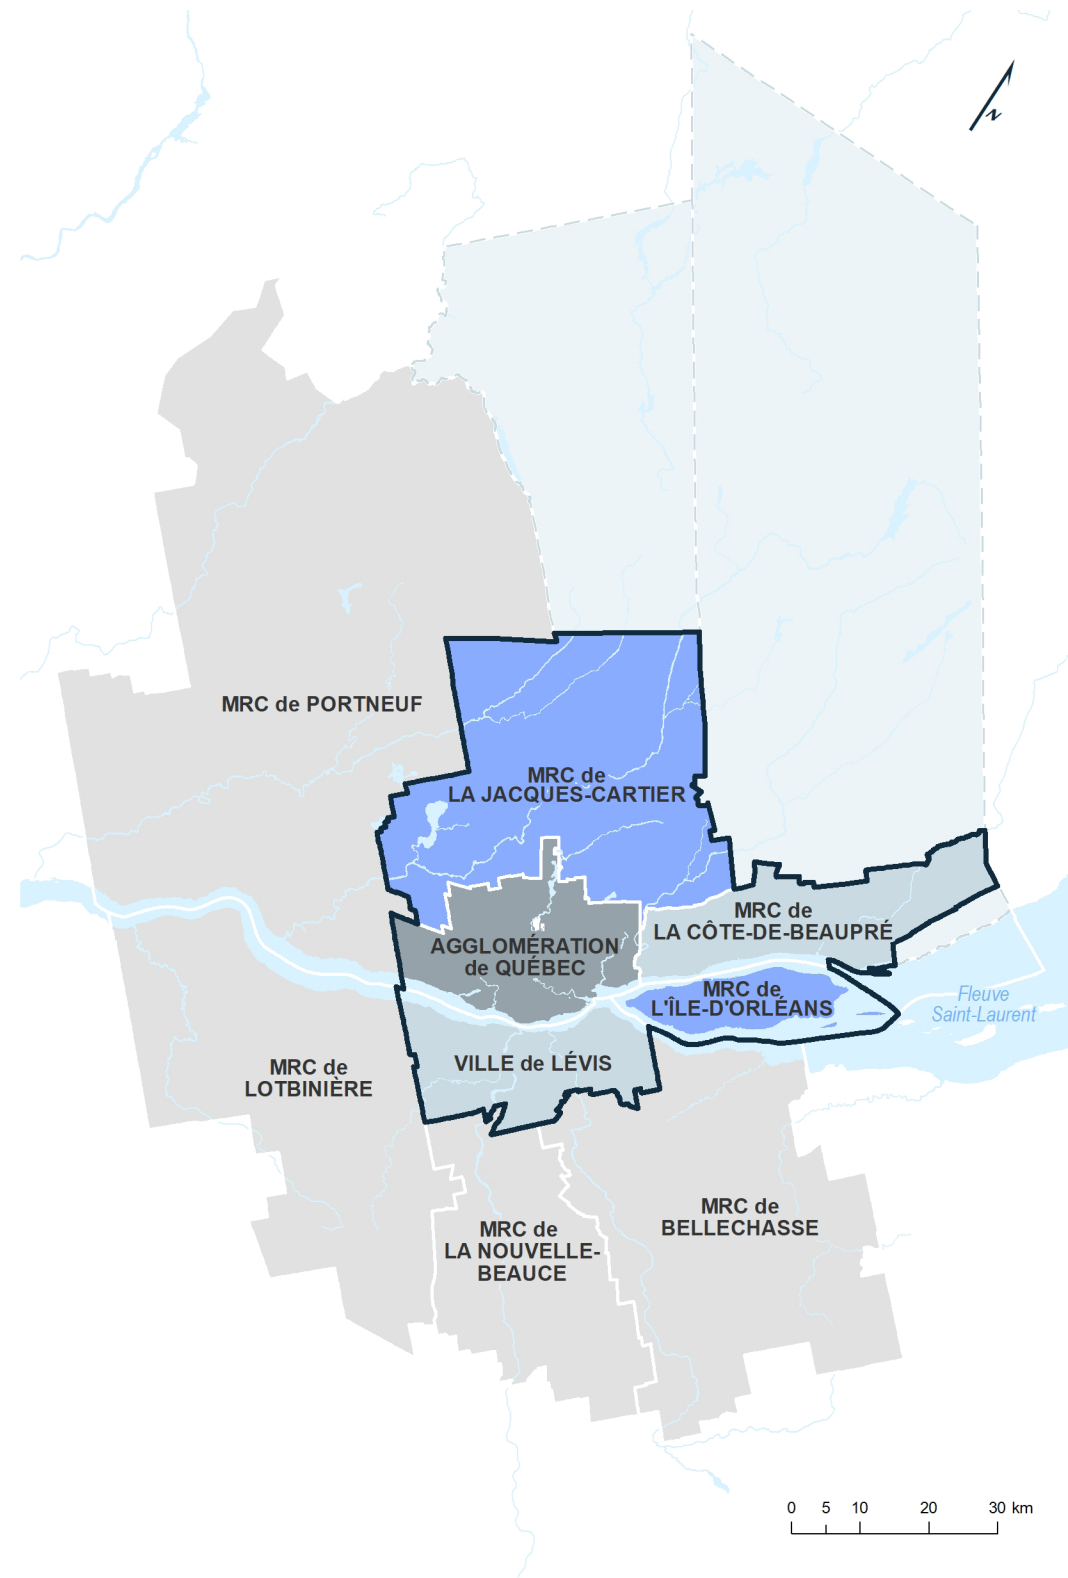 N
MRC de PORTNEUF
MRC de
LA JACQUES-CARTIER
MRC de
LA CÔTE-DE-BEAUPRÉ
AGGLOMÉRATION
de QUÉBEC
MRC de
L'ÎLE-D'ORLÉANS
Fleuve
Saint-Laurent
VILLE de LÉVIS
MRC de
LOTBINIÈRE
MRC de
BELLECHASSE
MRC de
LA NOUVELLE-
BEAUCE
0 5 10 20 30 km